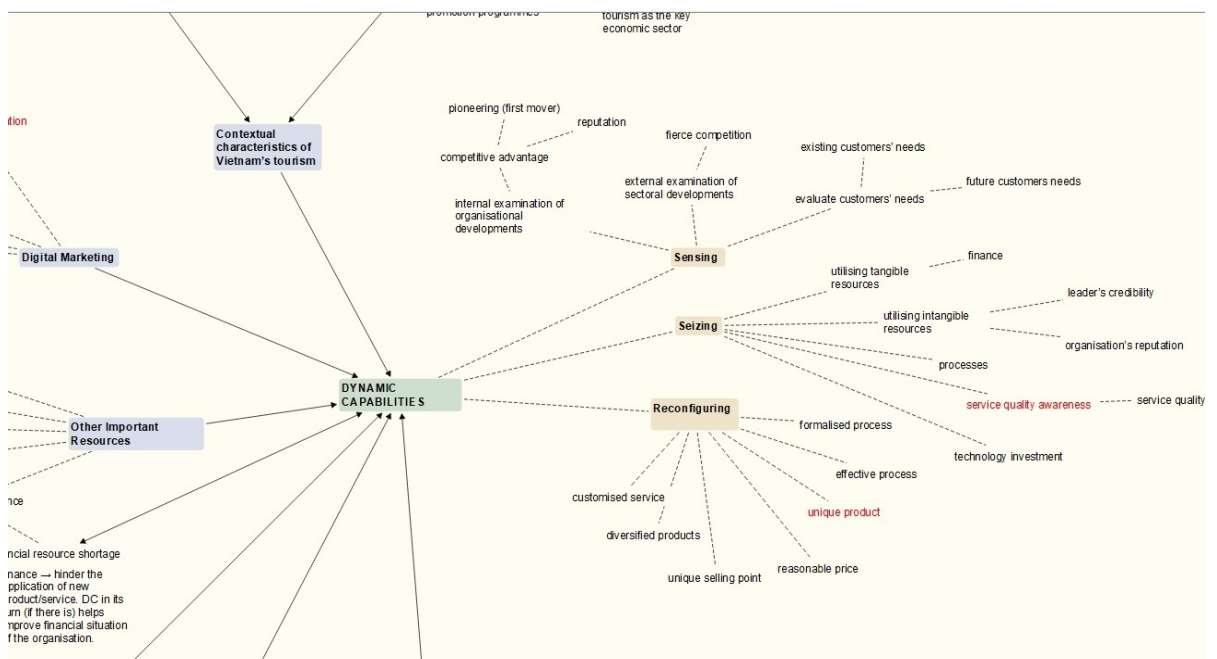 promotion programmes
tourism as the key
economic sector
pioneering (first mover)
reputation
fierce competition
existing customers' needs
Contextual
characteristics of
Vietnam's tourism
competitive advantage
external examination of
sectoral developments
future customers needs
evaluate customers' needs
internal examination of
organisational
developments
Digital Marketing
Sensing
finance
utilising tangible
resources
leader's credibility
Seizing
utilising intangible
resources
organisation's reputation
processes
DYNAMIC
CAPABILITIES
service quality awareness
service quality
Reconfiguring
Other Important
Resources
formalised process
technology investment
effective process
customised service
unique product
diversified products
reasonable price
unique selling point
ncial resource shortage
nance → hinder the
pplication of new
roduct/service. DC in its
urn (if there is) helps
mprove financial situation
f the organisation.